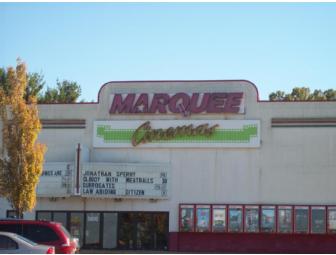 MARQUEE
Cinemas
JONATHAN SPERRY
CLOUDY WITH MEATBALLS
SURROGATES
LAW ABIDING CITIZEN